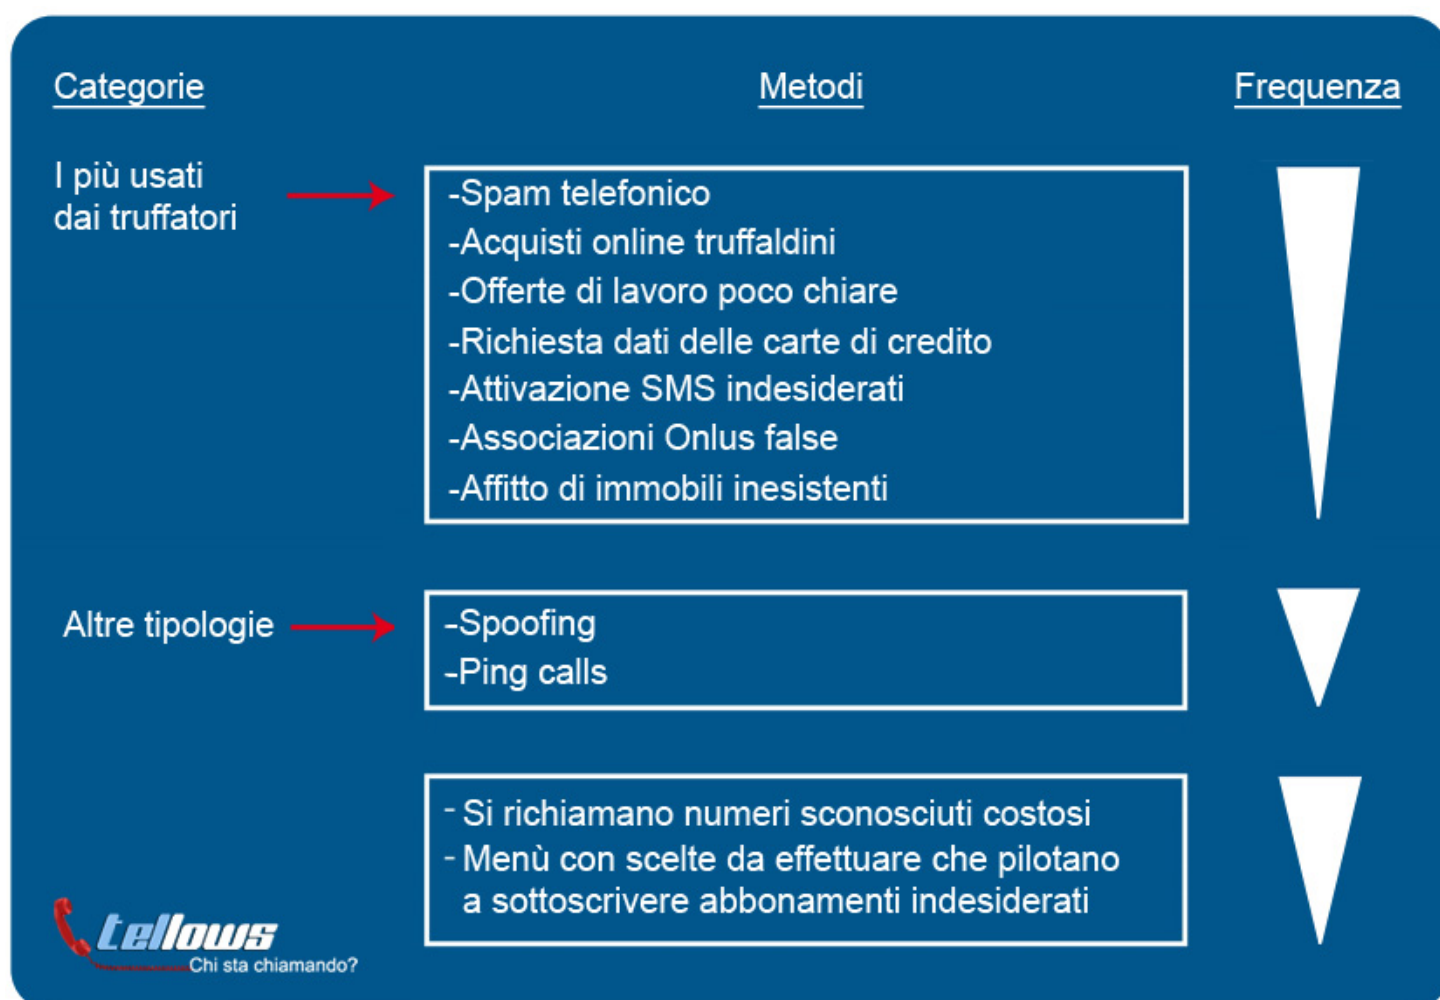 Categorie
Metodi
Frequenza
I più usati
dai truffatori
-Spam telefonico
-Acquisti online truffaldini
-Offerte di lavoro poco chiare
-Richiesta dati delle carte di credito
-Attivazione SMS indesiderati
-Associazioni Onlus false
-Affitto di immobili inesistenti
Altre tipologie
-Spoofing
-Ping calls
- Si richiamano numeri sconosciuti costosi
- Menù con scelte da effettuare che pilotano
a sottoscrivere abbonamenti indesiderati
tellows
Chi sta chiamando?